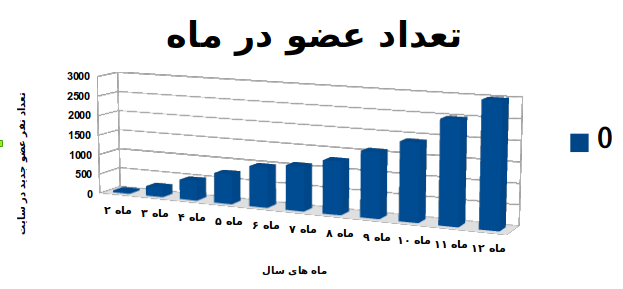 تعداد عضو در ماه
تعداد نفر عضو جدید در سایت
3000
2500
2000
1500
1000
500
0
ماه ۲
ماه ۳
ماه ۴
ماه ۵
ماه ۶
ماه ۷
ماه ۸
ماه ۹
ماه ۱۰
ماه ۱۱
ماه ۱۲
ماه های سال
0